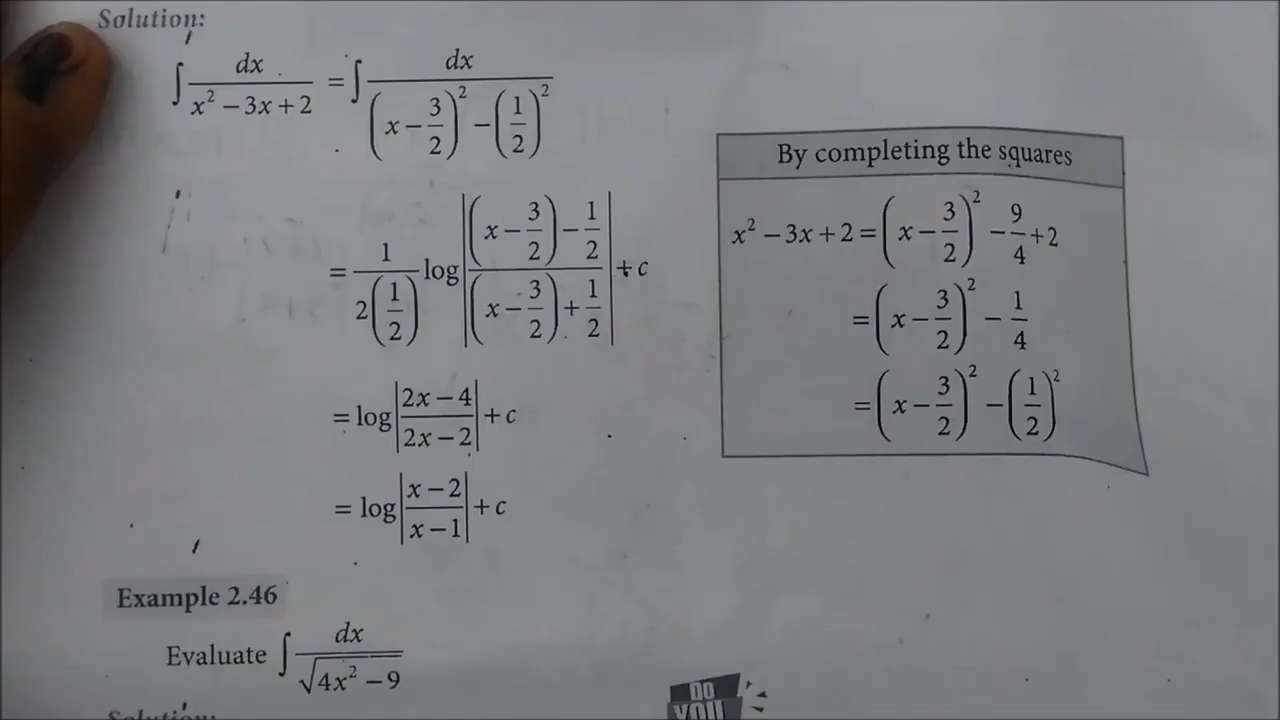 Solution:
∫ dx/(x² − 3x + 2) = ∫ dx/((x − 3/2)² − (1/2)²)
= 1/(2(1/2)) log |((x − 3/2) − 1/2)/((x − 3/2) + 1/2)| + c
= log |(2x − 4)/(2x − 2)| + c
= log |(x − 2)/(x − 1)| + c
By completing the squares
x² − 3x + 2 = (x − 3/2)² − 9/4 + 2
= (x − 3/2)² − 1/4
= (x − 3/2)² − (1/2)²
Example 2.46
Evaluate ∫ dx/√(4x² − 9)
Solution:
DO
YOU